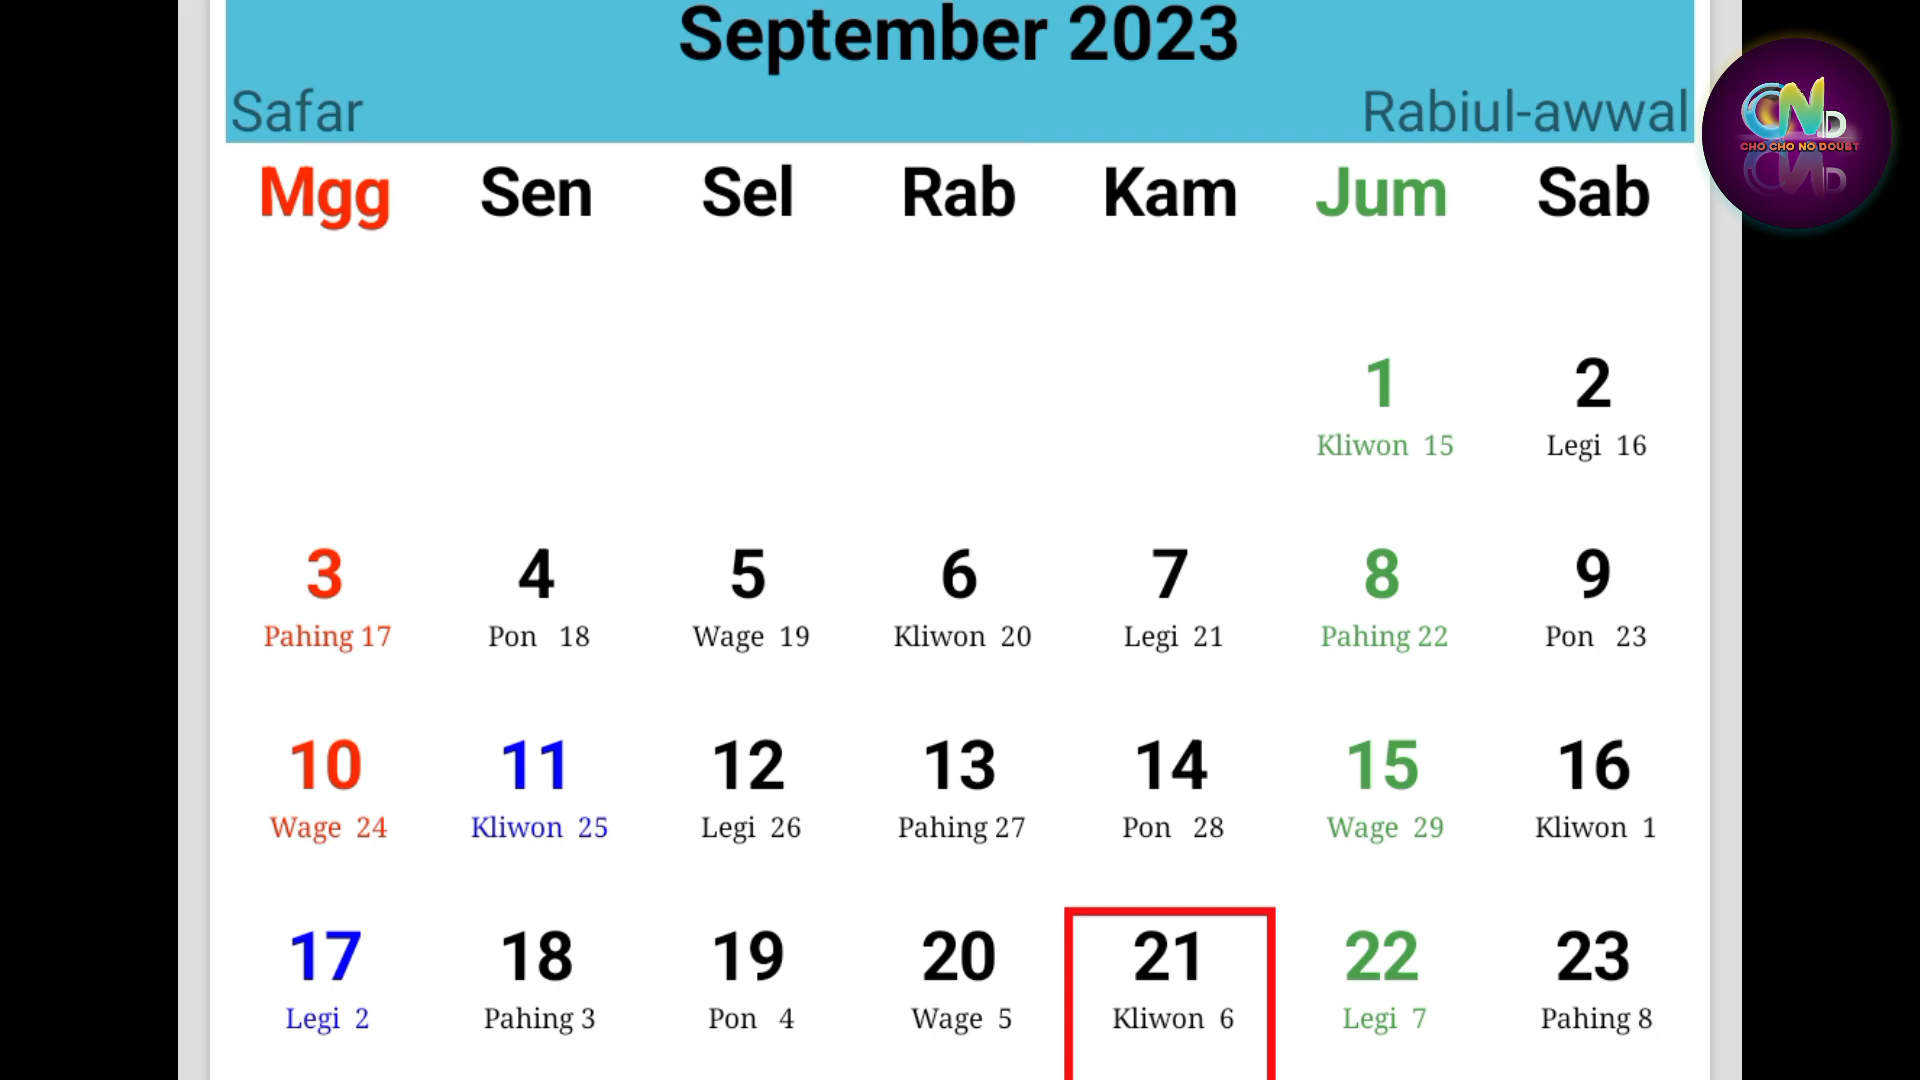 September 2023
Safar Rabiul-awwal
Mgg Sen Sel Rab Kam Jum Sab
1 2
Kliwon 15 Legi 16
3 4 5 6 7 8 9
Pahing 17 Pon 18 Wage 19 Kliwon 20 Legi 21 Pahing 22 Pon 23
10 11 12 13 14 15 16
Wage 24 Kliwon 25 Legi 26 Pahing 27 Pon 28 Wage 29 Kliwon 1
17 18 19 20 21 22 23
Legi 2 Pahing 3 Pon 4 Wage 5 Kliwon 6 Legi 7 Pahing 8
CND
CHO CHO NO DOUBT